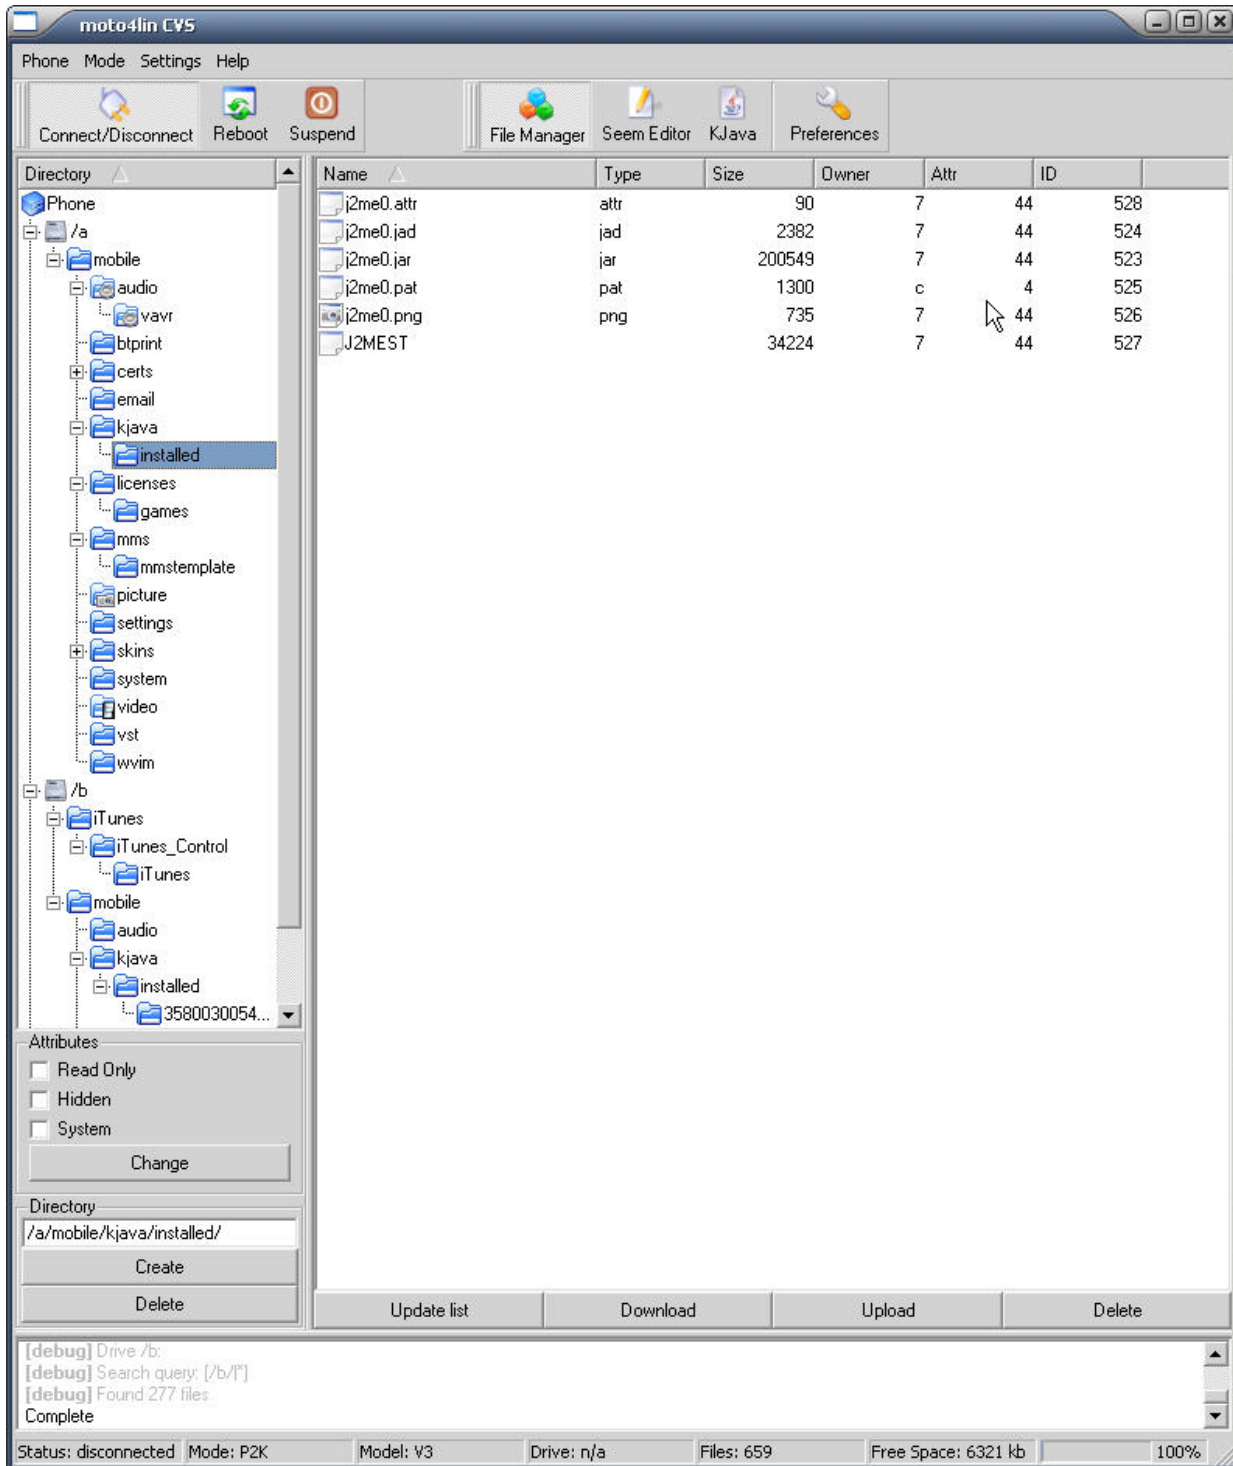 moto4lin CVS
Phone Mode Settings Help
Connect/Disconnect Reboot Suspend File Manager Seem Editor KJava Preferences
Directory Name Type Size Owner Attr ID
Phone j2me0.attr attr 90 7 44 528
/a j2me0.jad jad 2382 7 44 524
mobile j2me0.jar jar 200549 7 44 523
audio j2me0.pat pat 1300 c 4 525
vavr j2me0.png png 735 7 44 526
btprint J2MEST 34224 7 44 527
certs
email
kjava
installed
licenses
games
mms
mmstemplate
picture
settings
skins
system
video
vst
wvim
/b
iTunes
iTunes_Control
iTunes
mobile
audio
kjava
installed
3580030054...
Attributes
Read Only
Hidden
System
Change
Directory
/a/mobile/kjava/installed/
Create
Delete
Update list Download Upload Delete
[debug] Drive /b:
[debug] Search query: [/b/|*]
[debug] Found 277 files
Complete
Status: disconnected Mode: P2K Model: V3 Drive: n/a Files: 659 Free Space: 6321 kb 100%